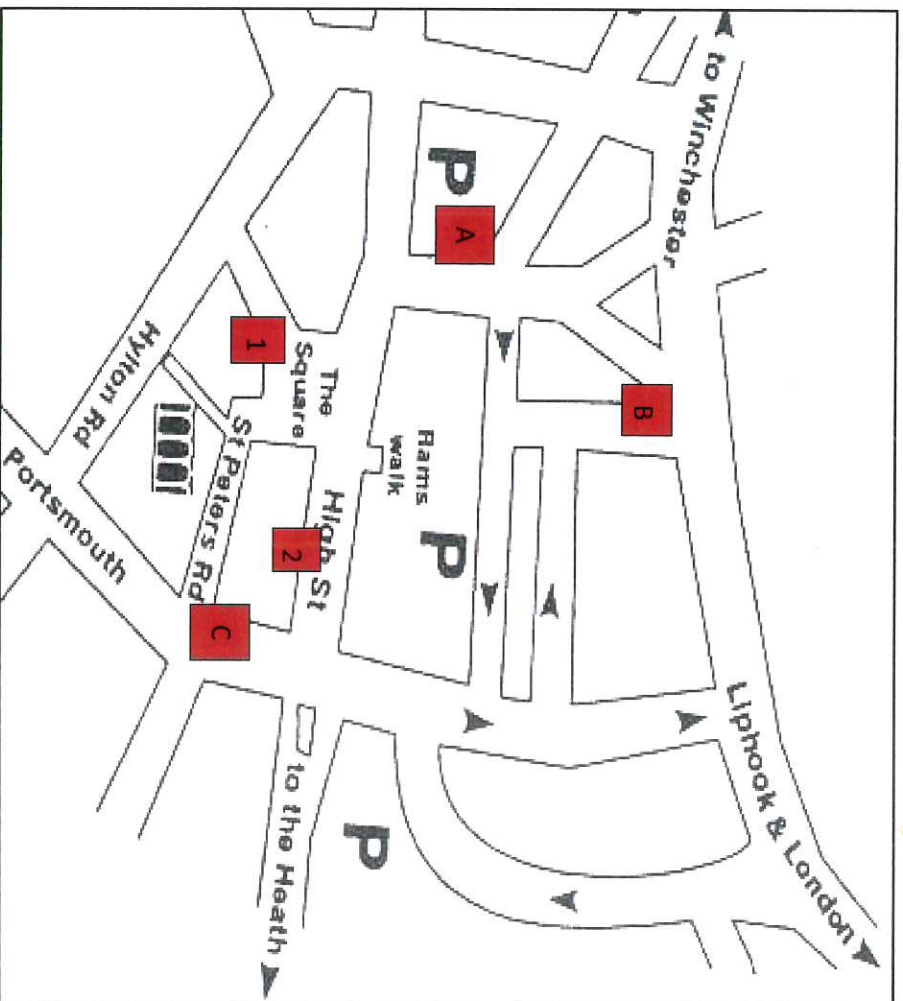 to Winchester
P
A
B
Hylton Rd
1
The
Square
Rams
walk
P
St Peters Rd
High St
2
C
Portsmouth
Liphook & London
to the Heath
P